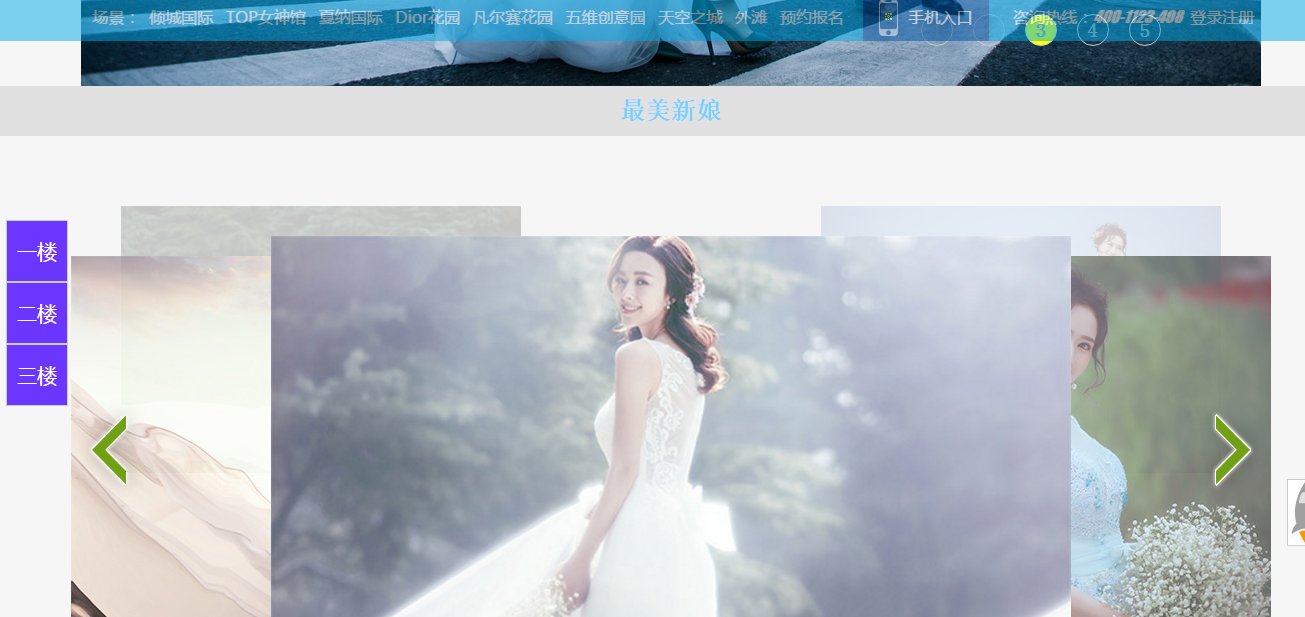 场景： 倾城国际 TOP女神馆 夏纳国际 Dior花园 凡尔赛花园 五维创意园 天空之城 外滩 预约报名 手机入口 咨询热线：400-1123-408 登录注册
3 4 5
最美新娘
一楼
二楼
三楼